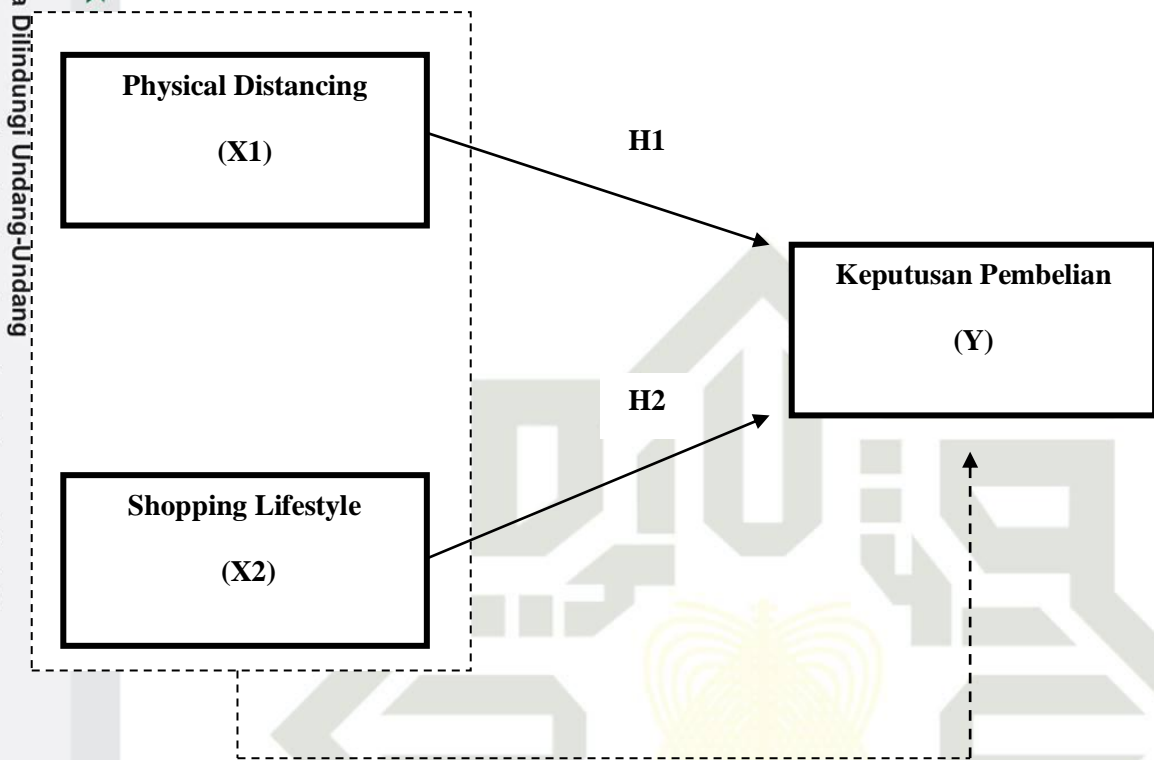 a Dilindungi Undang-Undang
Physical Distancing
(X1)
H1
Keputusan Pembelian
(Y)
H2
Shopping Lifestyle
(X2)